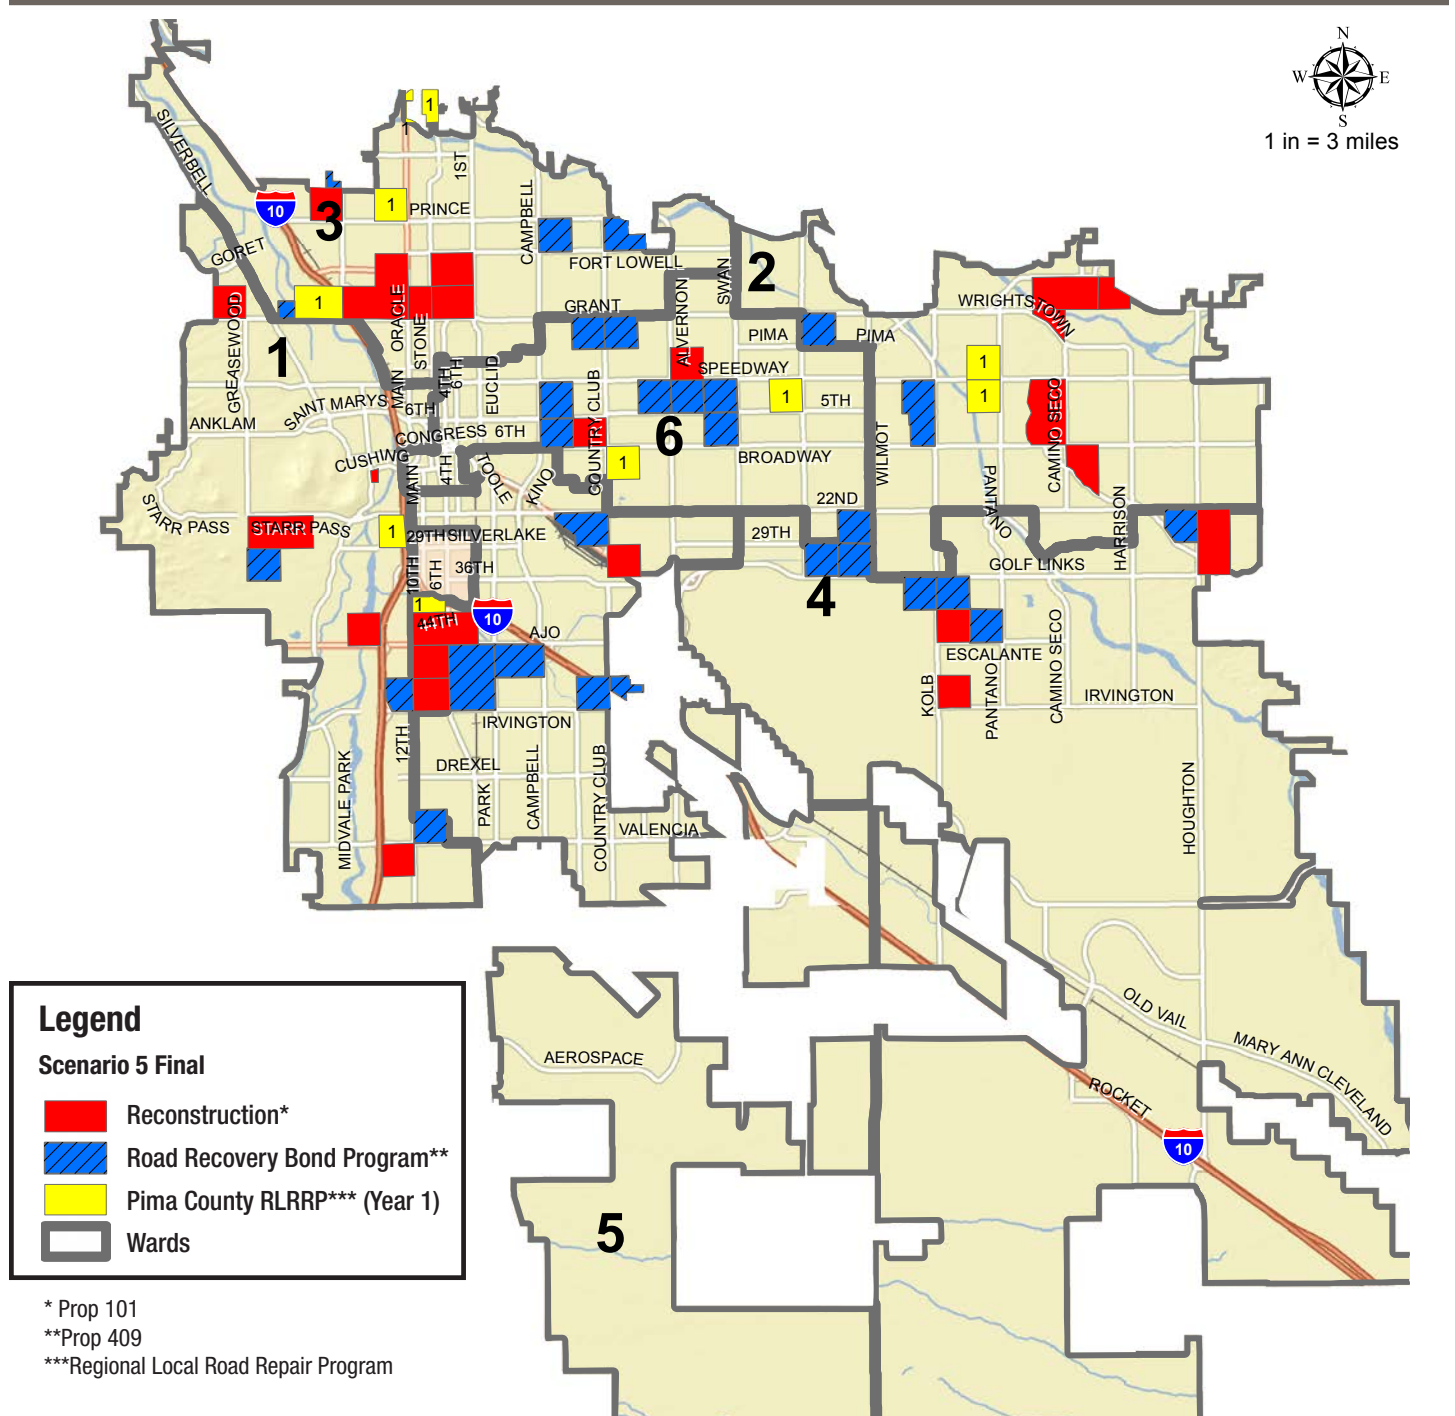 N
W E
S
1 in = 3 miles
1
1
SILVERBELL
1ST
10
3
1
PRINCE
CAMPBELL
GORET
FORT LOWELL
SWAN
2
GREASEWOOD
1
ORACLE
STONE
GRANT
ALVERNON
PIMA
PIMA
WRIGHTSTOWN
1
MAIN
4TH
6TH
EUCLID
SPEEDWAY
1
1
SAINT MARYS
6TH
COUNTRY CLUB
1
5TH
CAMINO SECO
ANKLAM
CONGRESS
6TH
6
WILMOT
CUSHING
MAIN
4TH
TOOLE
KINO
1
BROADWAY
PANTANO
HARRISON
22ND
STARR PASS
STARR PASS
1
29TH
SILVERLAKE
29TH
10TH
6TH
36TH
GOLF LINKS
4
1
44TH
10
AJO
ESCALANTE
CAMINO SECO
KOLB
PANTANO
IRVINGTON
IRVINGTON
12TH
DREXEL
MIDVALE PARK
PARK
CAMPBELL
COUNTRY CLUB
VALENCIA
HOUGHTON
OLD VAIL
MARY ANN CLEVELAND
AEROSPACE
ROCKET
10
5
Legend
Scenario 5 Final
Reconstruction*
Road Recovery Bond Program**
Pima County RLRRP*** (Year 1)
Wards
* Prop 101
**Prop 409
***Regional Local Road Repair Program